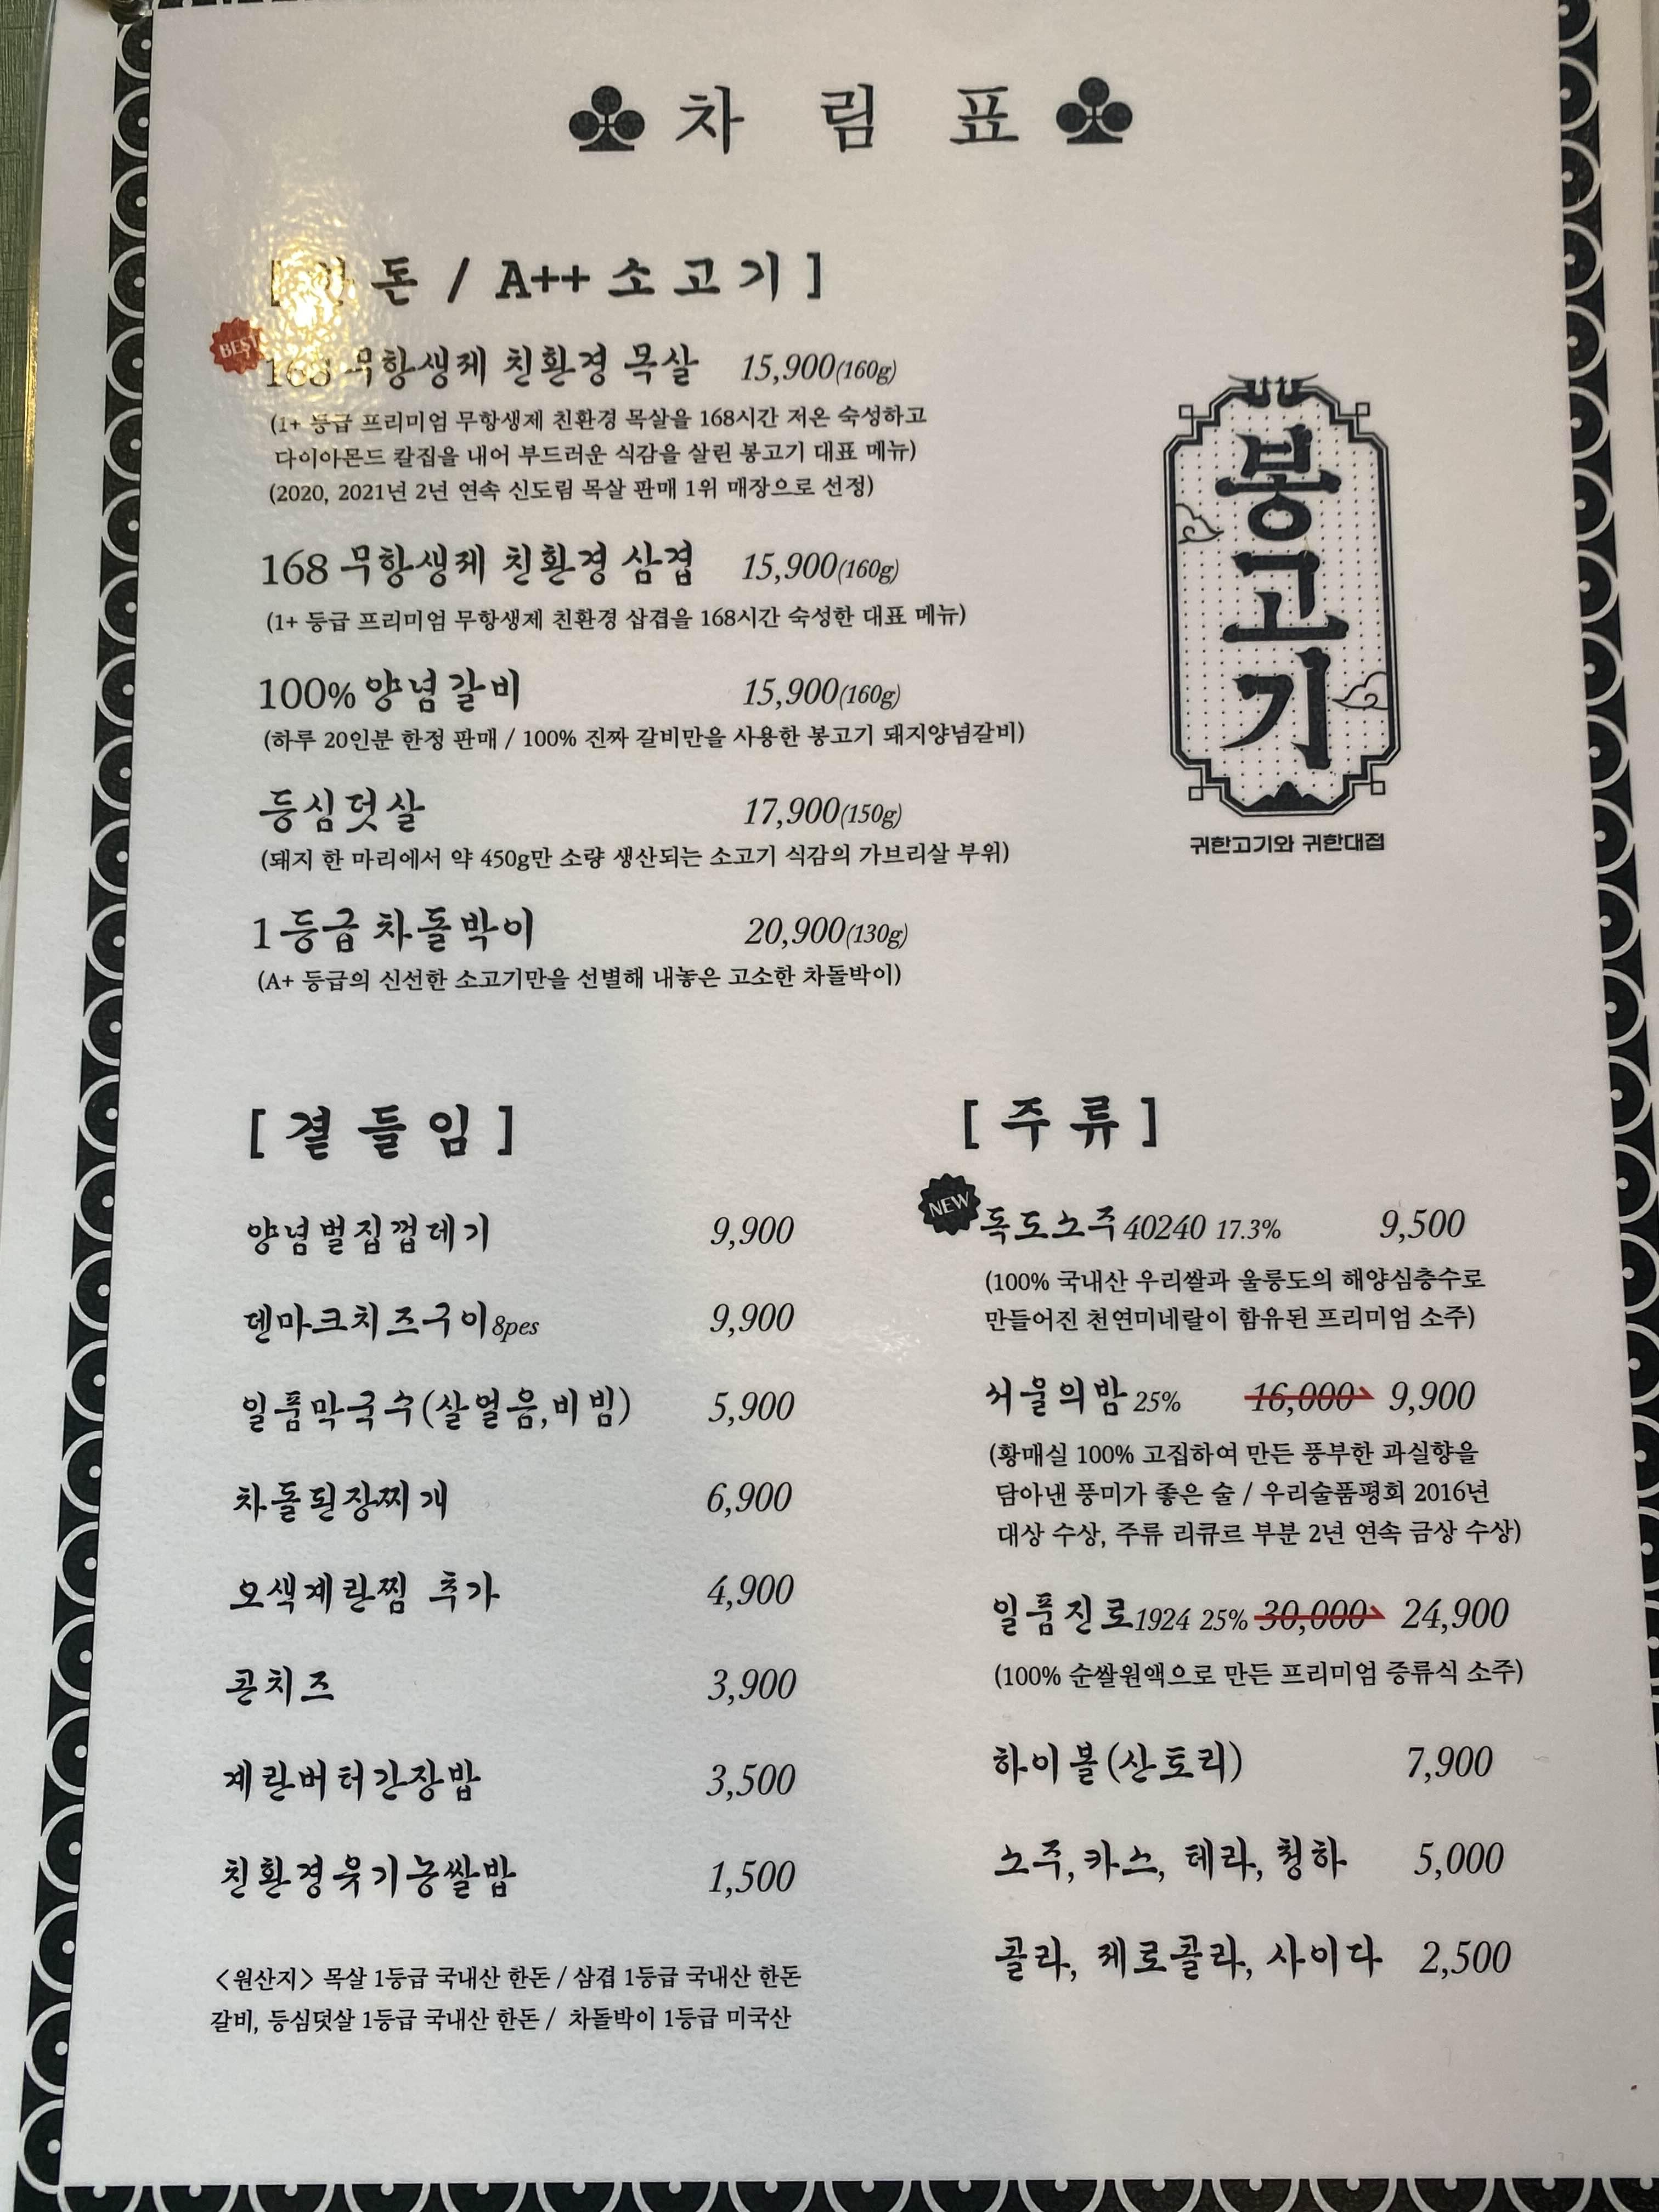 차 림 표
[ 한 돈 / A++ 소 고 기 ]
BEST
168 무항생제 친환경 목살 15,900(160g)
(1+ 등급 프리미엄 무항생제 친환경 목살을 168시간 저온 숙성하고
다이아몬드 칼집을 내어 부드러운 식감을 살린 봉고기 대표 메뉴)
(2020, 2021년 2년 연속 신도림 목살 판매 1위 매장으로 선정)
168 무항생제 친환경 삼겹 15,900(160g)
(1+ 등급 프리미엄 무항생제 친환경 삼겹을 168시간 숙성한 대표 메뉴)
100% 양념갈비 15,900(160g)
(하루 20인분 한정 판매 / 100% 진짜 갈비만을 사용한 봉고기 돼지양념갈비)
등심덧살 17,900(150g)
(돼지 한 마리에서 약 450g만 소량 생산되는 소고기 식감의 가브리살 부위)
1등급 차돌박이 20,900(130g)
(A+ 등급의 신선한 소고기만을 선별해 내놓은 고소한 차돌박이)
봉고기
귀한고기와 귀한대접
[ 곁 들 임 ]
양념벌집껍데기 9,900
덴마크치즈구이8pes 9,900
일품막국수(살얼음,비빔) 5,900
차돌된장찌개 6,900
오색계란찜 추가 4,900
콘치즈 3,900
계란버터간장밥 3,500
친환경유기농쌀밥 1,500
<원산지> 목살 1등급 국내산 한돈 / 삼겹 1등급 국내산 한돈
갈비, 등심덧살 1등급 국내산 한돈 / 차돌박이 1등급 미국산
[ 주 류 ]
NEW
독도소주 40240 17.3% 9,500
(100% 국내산 우리쌀과 울릉도의 해양심층수로
만들어진 천연미네랄이 함유된 프리미엄 소주)
서울의밤 25% 16,000 9,900
(황매실 100% 고집하여 만든 풍부한 과실향을
담아낸 풍미가 좋은 술 / 우리술품평회 2016년
대상 수상, 주류 리큐르 부분 2년 연속 금상 수상)
일품진로1924 25% 30,000 24,900
(100% 순쌀원액으로 만든 프리미엄 증류식 소주)
하이볼(산토리) 7,900
소주, 카스, 테라, 청하 5,000
콜라, 제로콜라, 사이다 2,500